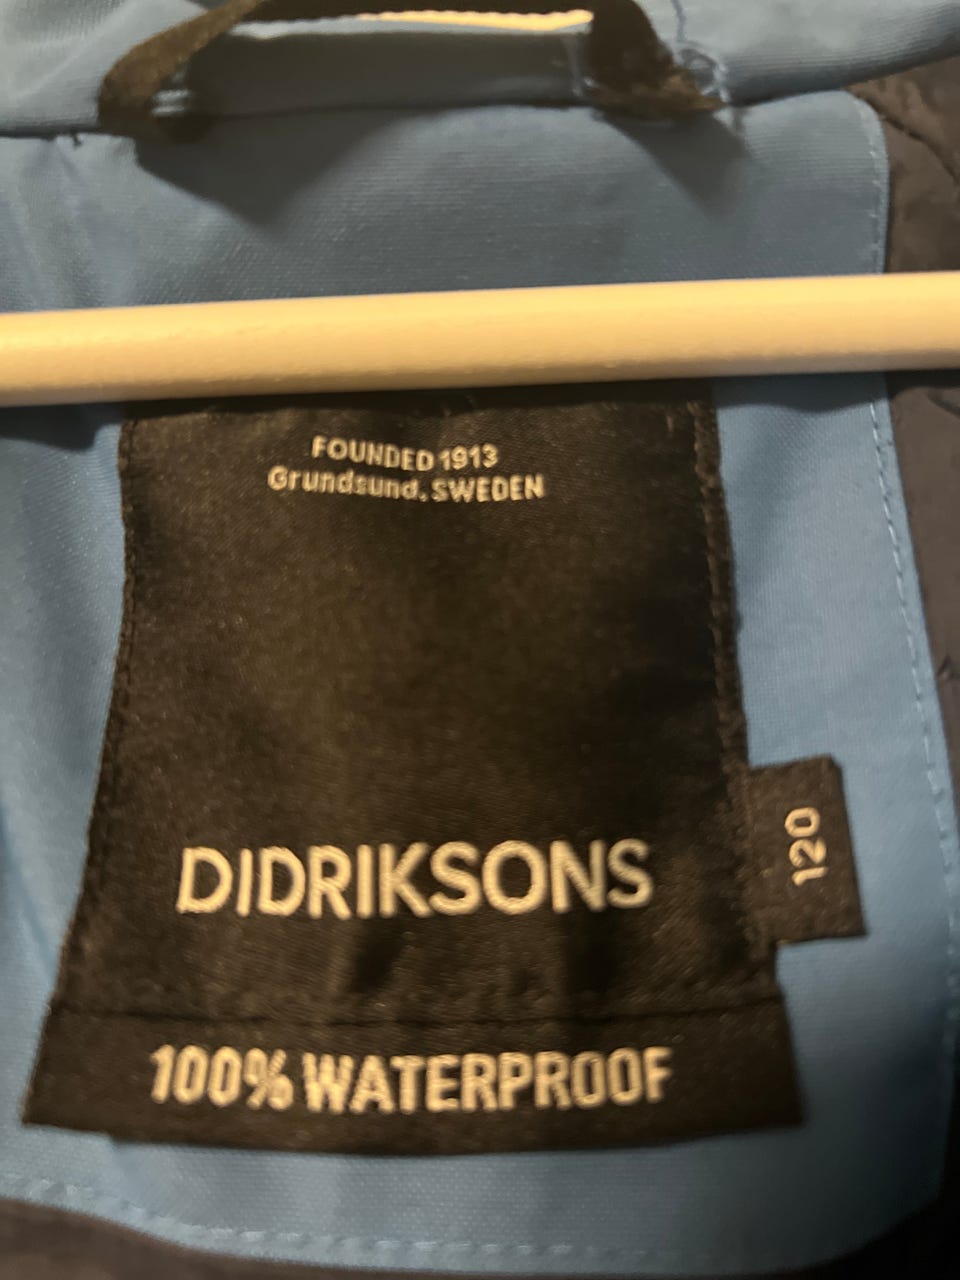 FOUNDED 1913
Grundsund, SWEDEN
DIDRIKSONS
120
100% WATERPROOF